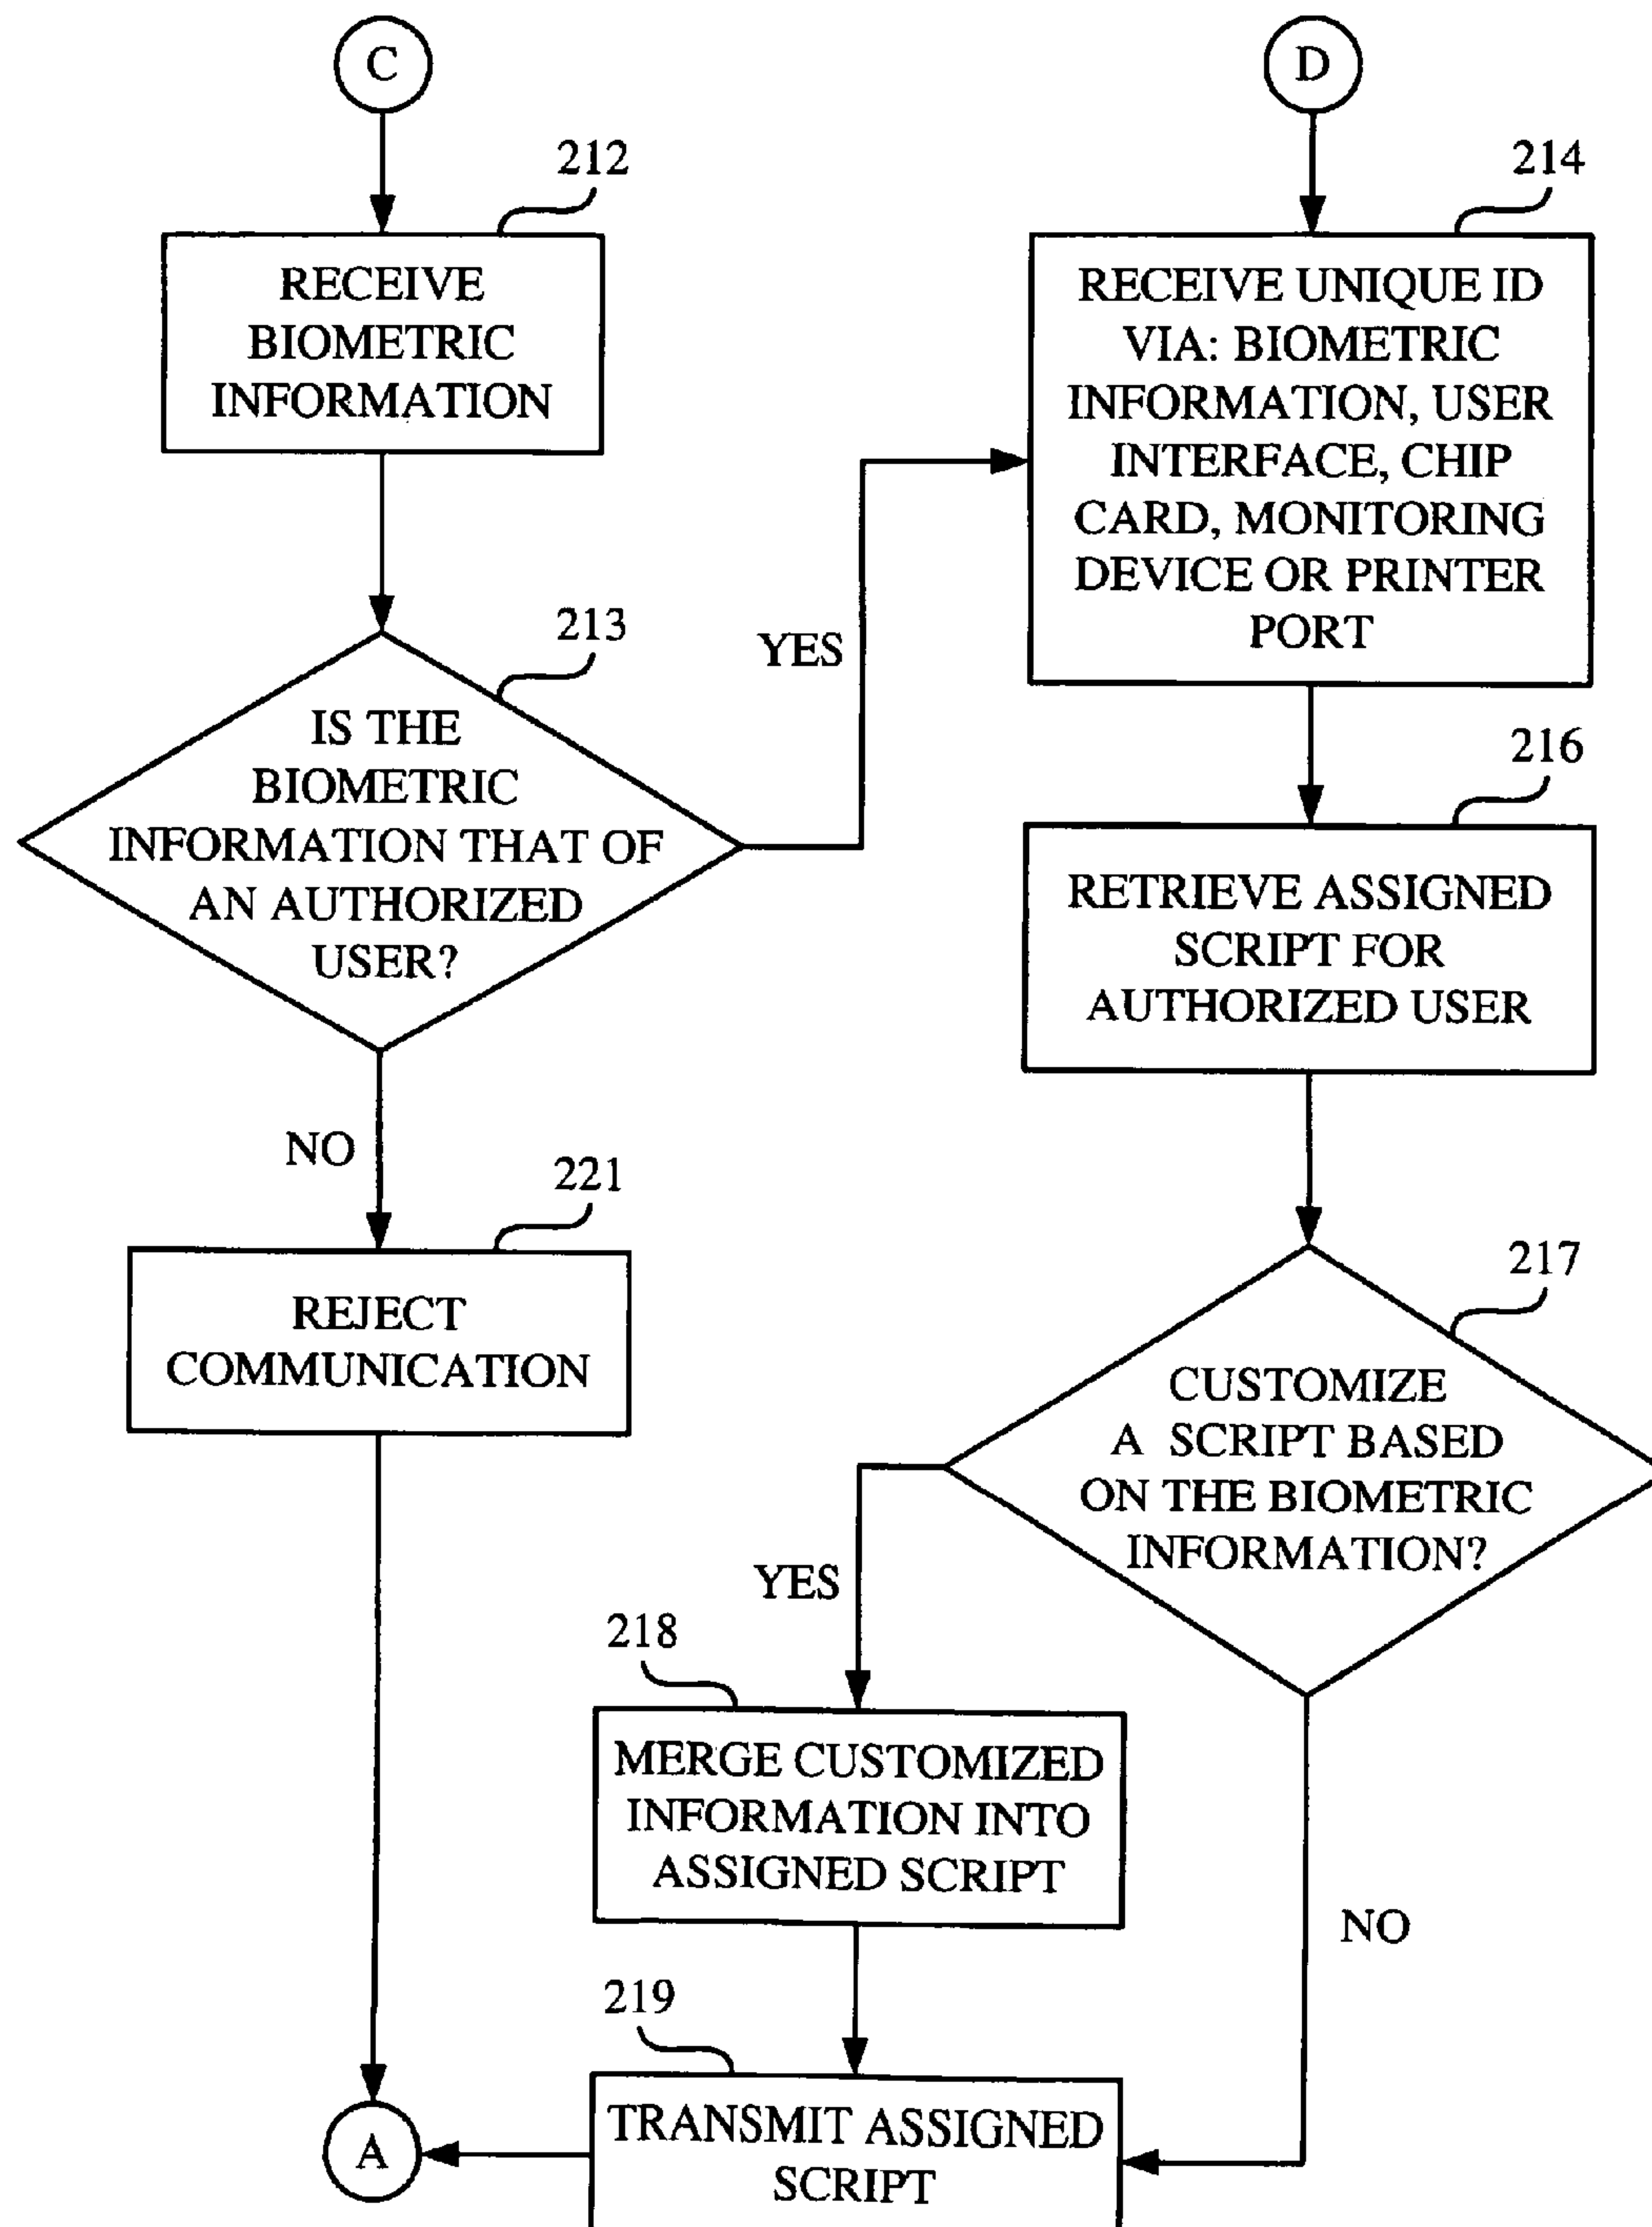 C
212
RECEIVE
BIOMETRIC
INFORMATION
213
IS THE
BIOMETRIC
INFORMATION THAT OF
AN AUTHORIZED
USER?
YES
NO
221
REJECT
COMMUNICATION
D
214
RECEIVE UNIQUE ID
VIA: BIOMETRIC
INFORMATION, USER
INTERFACE, CHIP
CARD, MONITORING
DEVICE OR PRINTER
PORT
216
RETRIEVE ASSIGNED
SCRIPT FOR
AUTHORIZED USER
217
CUSTOMIZE
A SCRIPT BASED
ON THE BIOMETRIC
INFORMATION?
YES
NO
218
MERGE CUSTOMIZED
INFORMATION INTO
ASSIGNED SCRIPT
219
TRANSMIT ASSIGNED
SCRIPT
A